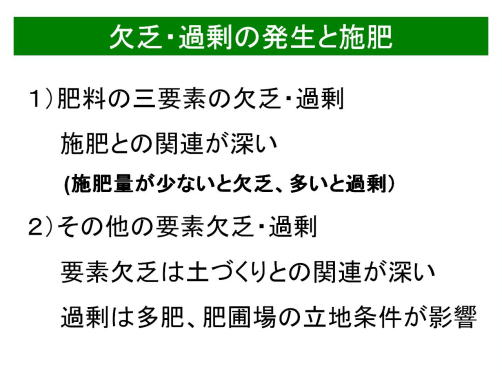 欠乏・過剰の発生と施肥
１）肥料の三要素の欠乏・過剰
施肥との関連が深い
(施肥量が少ないと欠乏、多いと過剰）
２）その他の要素欠乏・過剰
要素欠乏は土づくりとの関連が深い
過剰は多肥、肥圃場の立地条件が影響